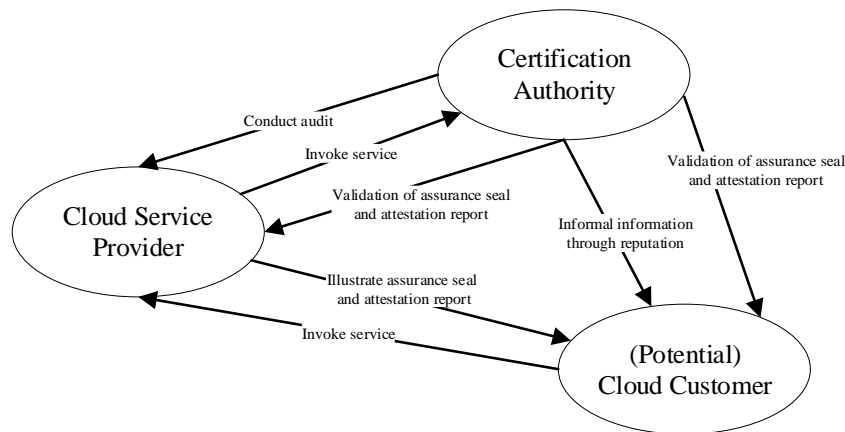 Certification
Authority
Conduct audit
Invoke service
Validation of assurance seal
and attestation report
Validation of assurance seal
and attestation report
Cloud Service
Provider
Informal information
through reputation
Illustrate assurance seal
and attestation report
Invoke service
(Potential)
Cloud Customer